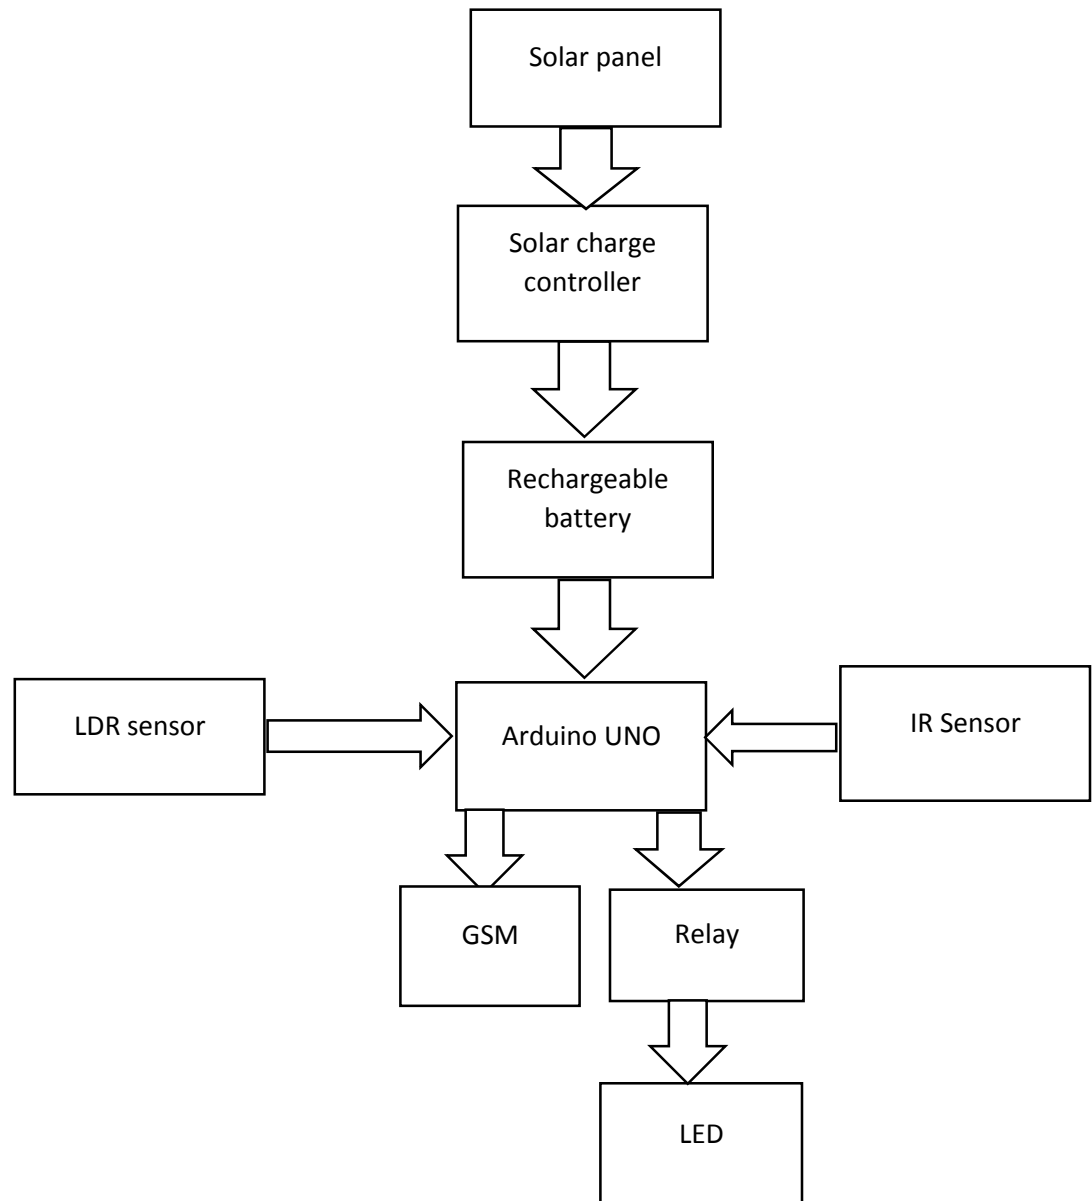 Solar panel
Solar charge
controller
Rechargeable
battery
LDR sensor
Arduino UNO
IR Sensor
GSM
Relay
LED